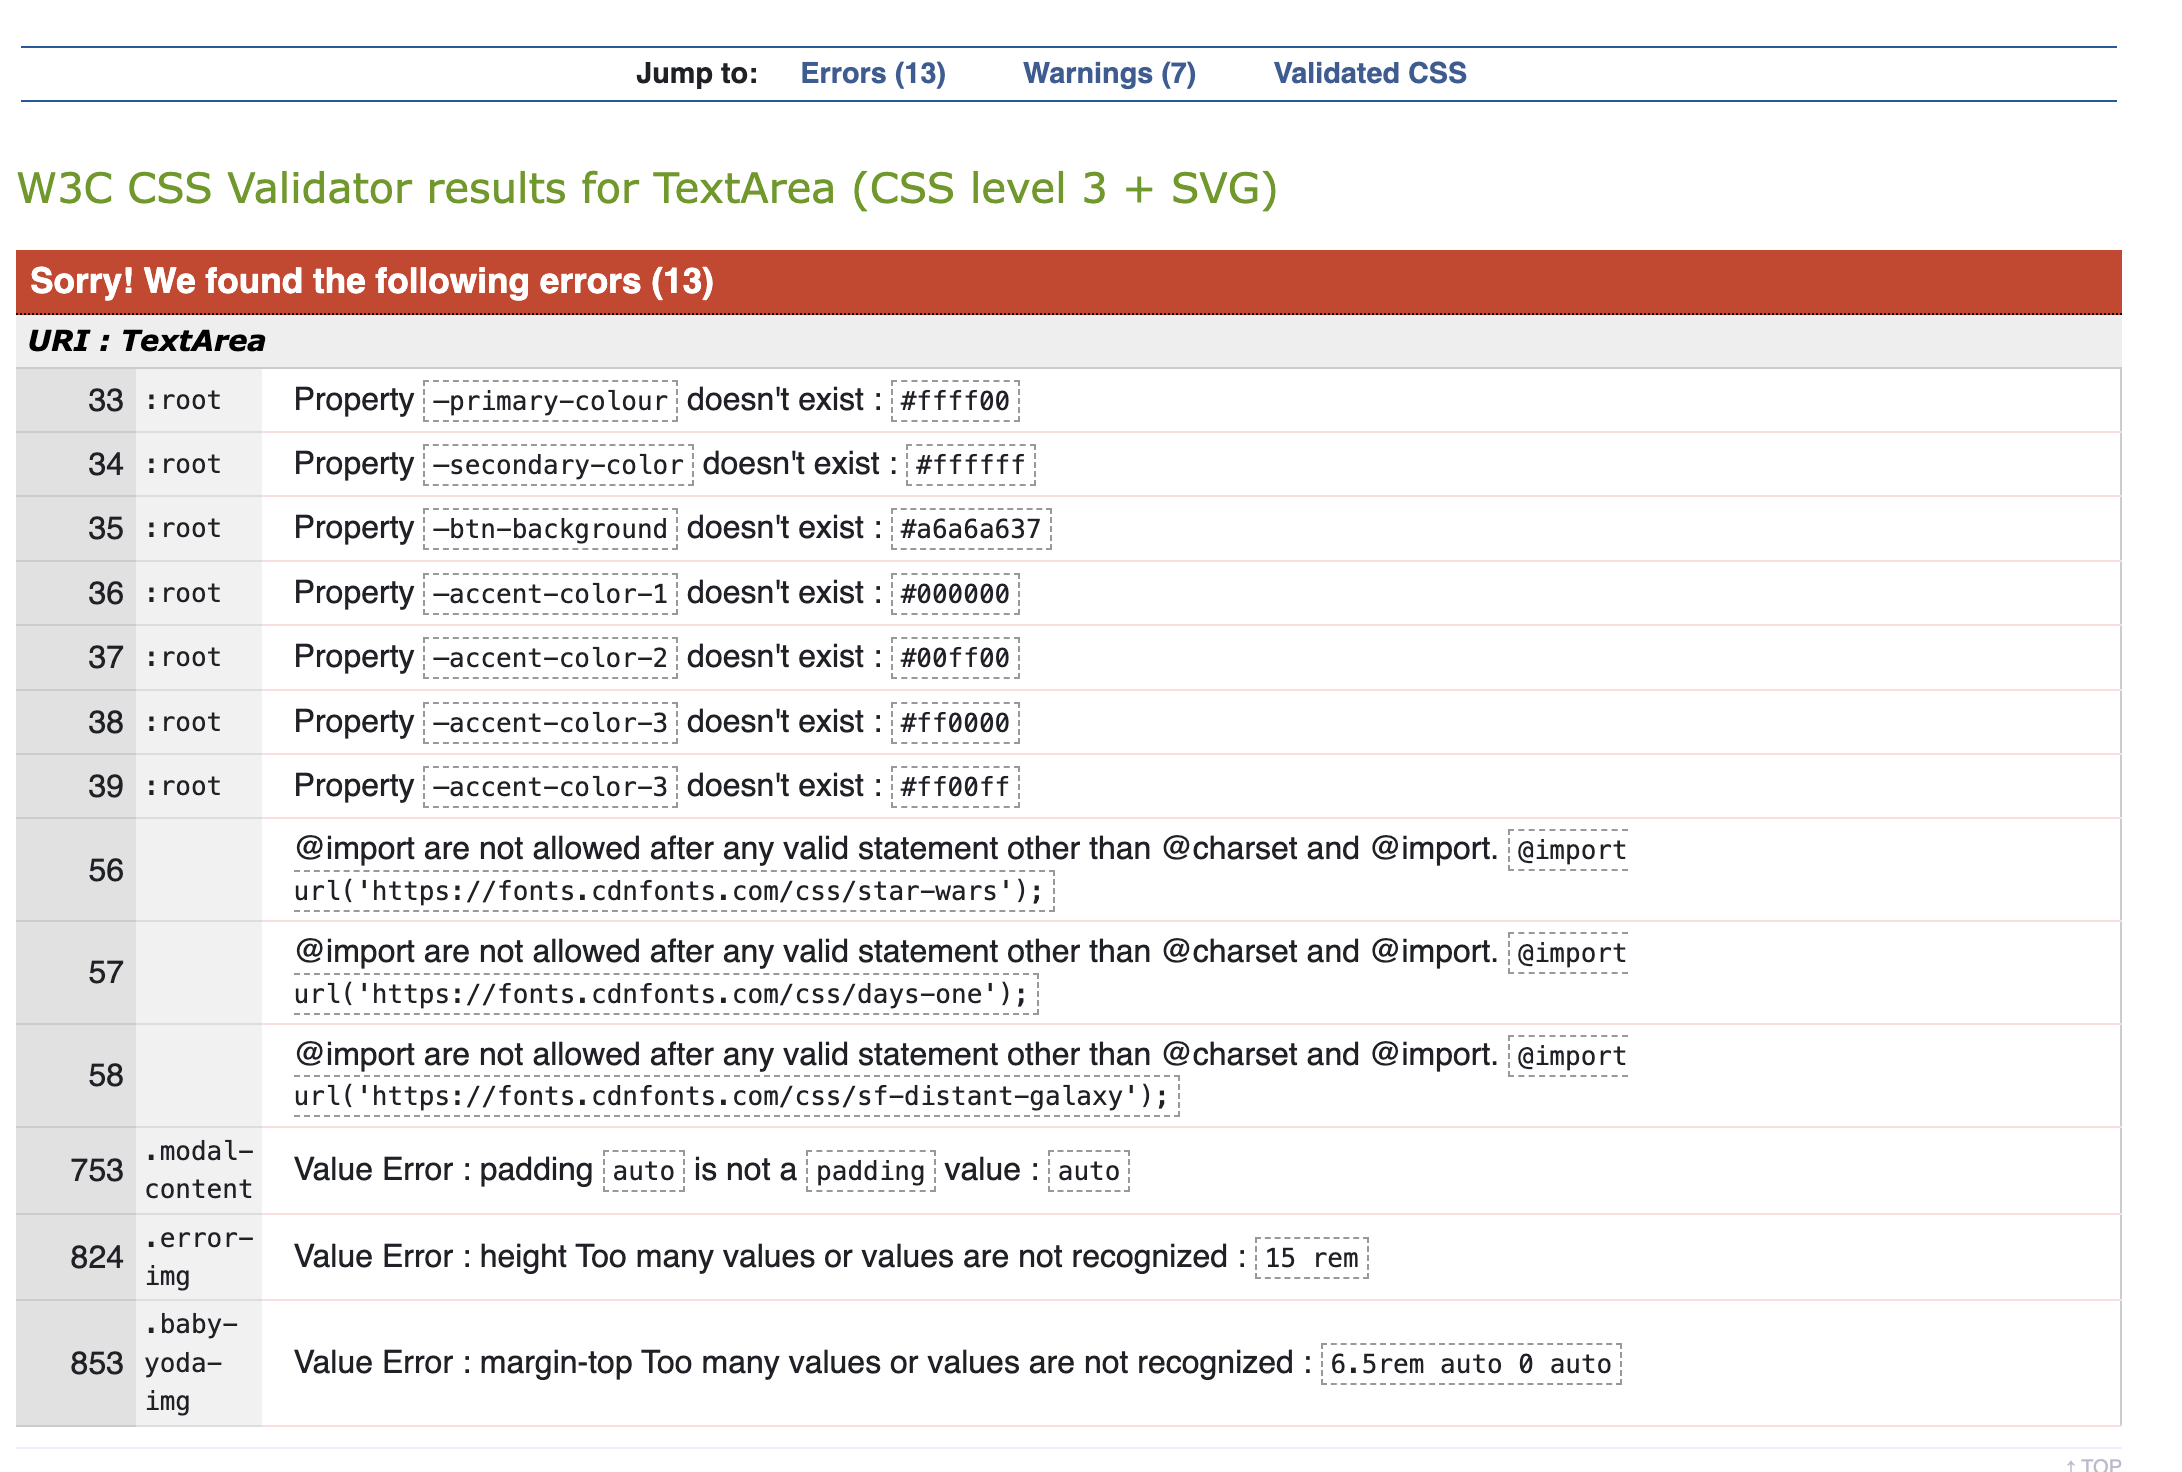 Jump to: Errors (13) Warnings (7) Validated CSS
W3C CSS Validator results for TextArea (CSS level 3 + SVG)
Sorry! We found the following errors (13)
URI : TextArea
33 :root Property –primary-colour doesn't exist : #ffff00
34 :root Property –secondary-color doesn't exist : #ffffff
35 :root Property –btn-background doesn't exist : #a6a6a637
36 :root Property –accent-color-1 doesn't exist : #000000
37 :root Property –accent-color-2 doesn't exist : #00ff00
38 :root Property –accent-color-3 doesn't exist : #ff0000
39 :root Property –accent-color-3 doesn't exist : #ff00ff
56 @import are not allowed after any valid statement other than @charset and @import. @import
url('https://fonts.cdnfonts.com/css/star-wars');
57 @import are not allowed after any valid statement other than @charset and @import. @import
url('https://fonts.cdnfonts.com/css/days-one');
58 @import are not allowed after any valid statement other than @charset and @import. @import
url('https://fonts.cdnfonts.com/css/sf-distant-galaxy');
753 .modal-
content Value Error : padding auto is not a padding value : auto
824 .error-
img Value Error : height Too many values or values are not recognized : 15 rem
853 .baby-
yoda-
img Value Error : margin-top Too many values or values are not recognized : 6.5rem auto 0 auto
↑ TOP